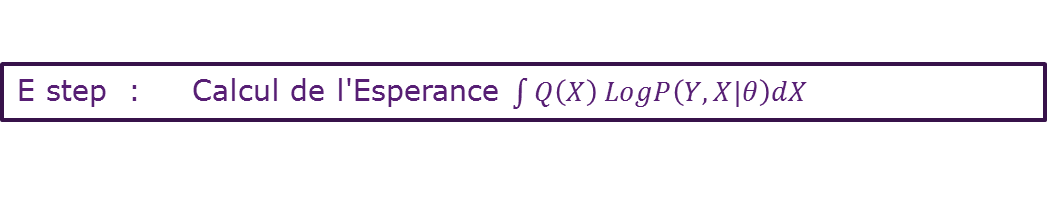 E step : Calcul de l'Esperance ∫ Q(X) LogP(Y, X|θ)dX